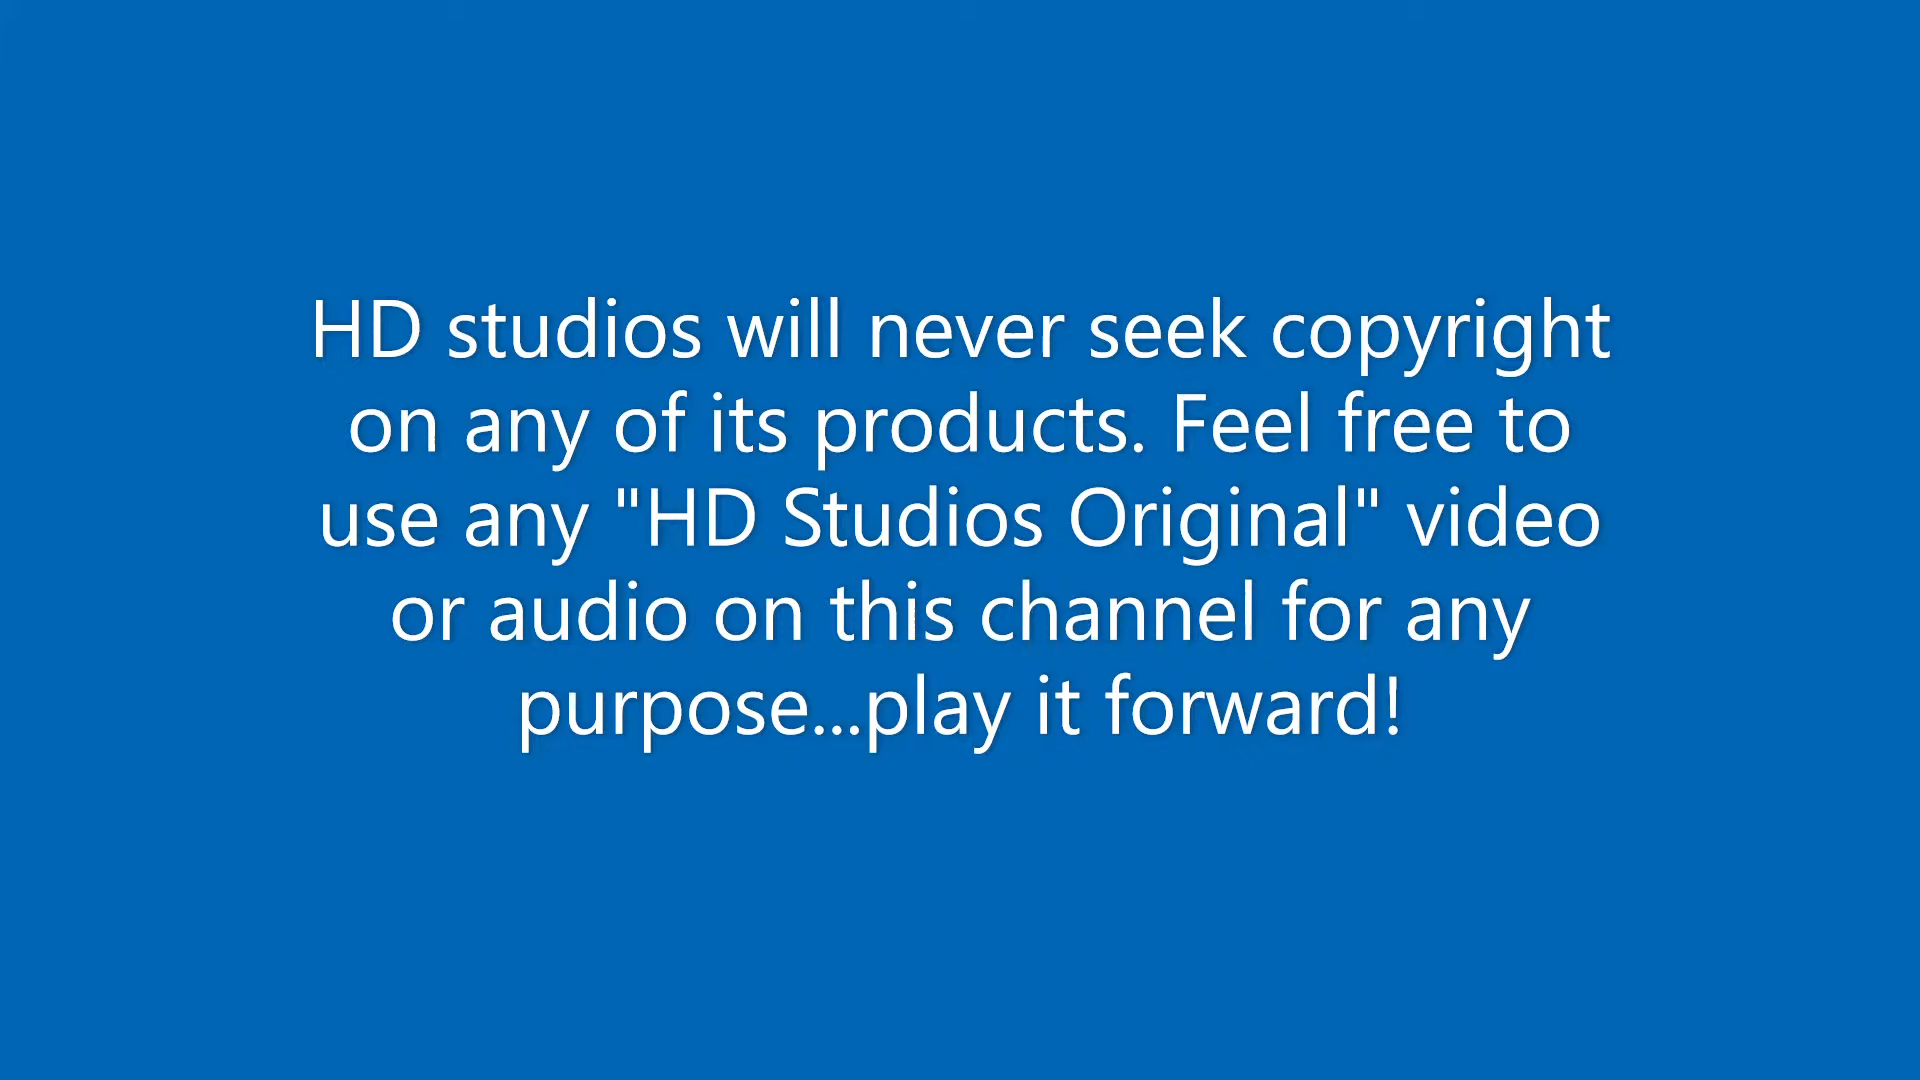 HD studios will never seek copyright
on any of its products. Feel free to
use any "HD Studios Original" video
or audio on this channel for any
purpose...play it forward!